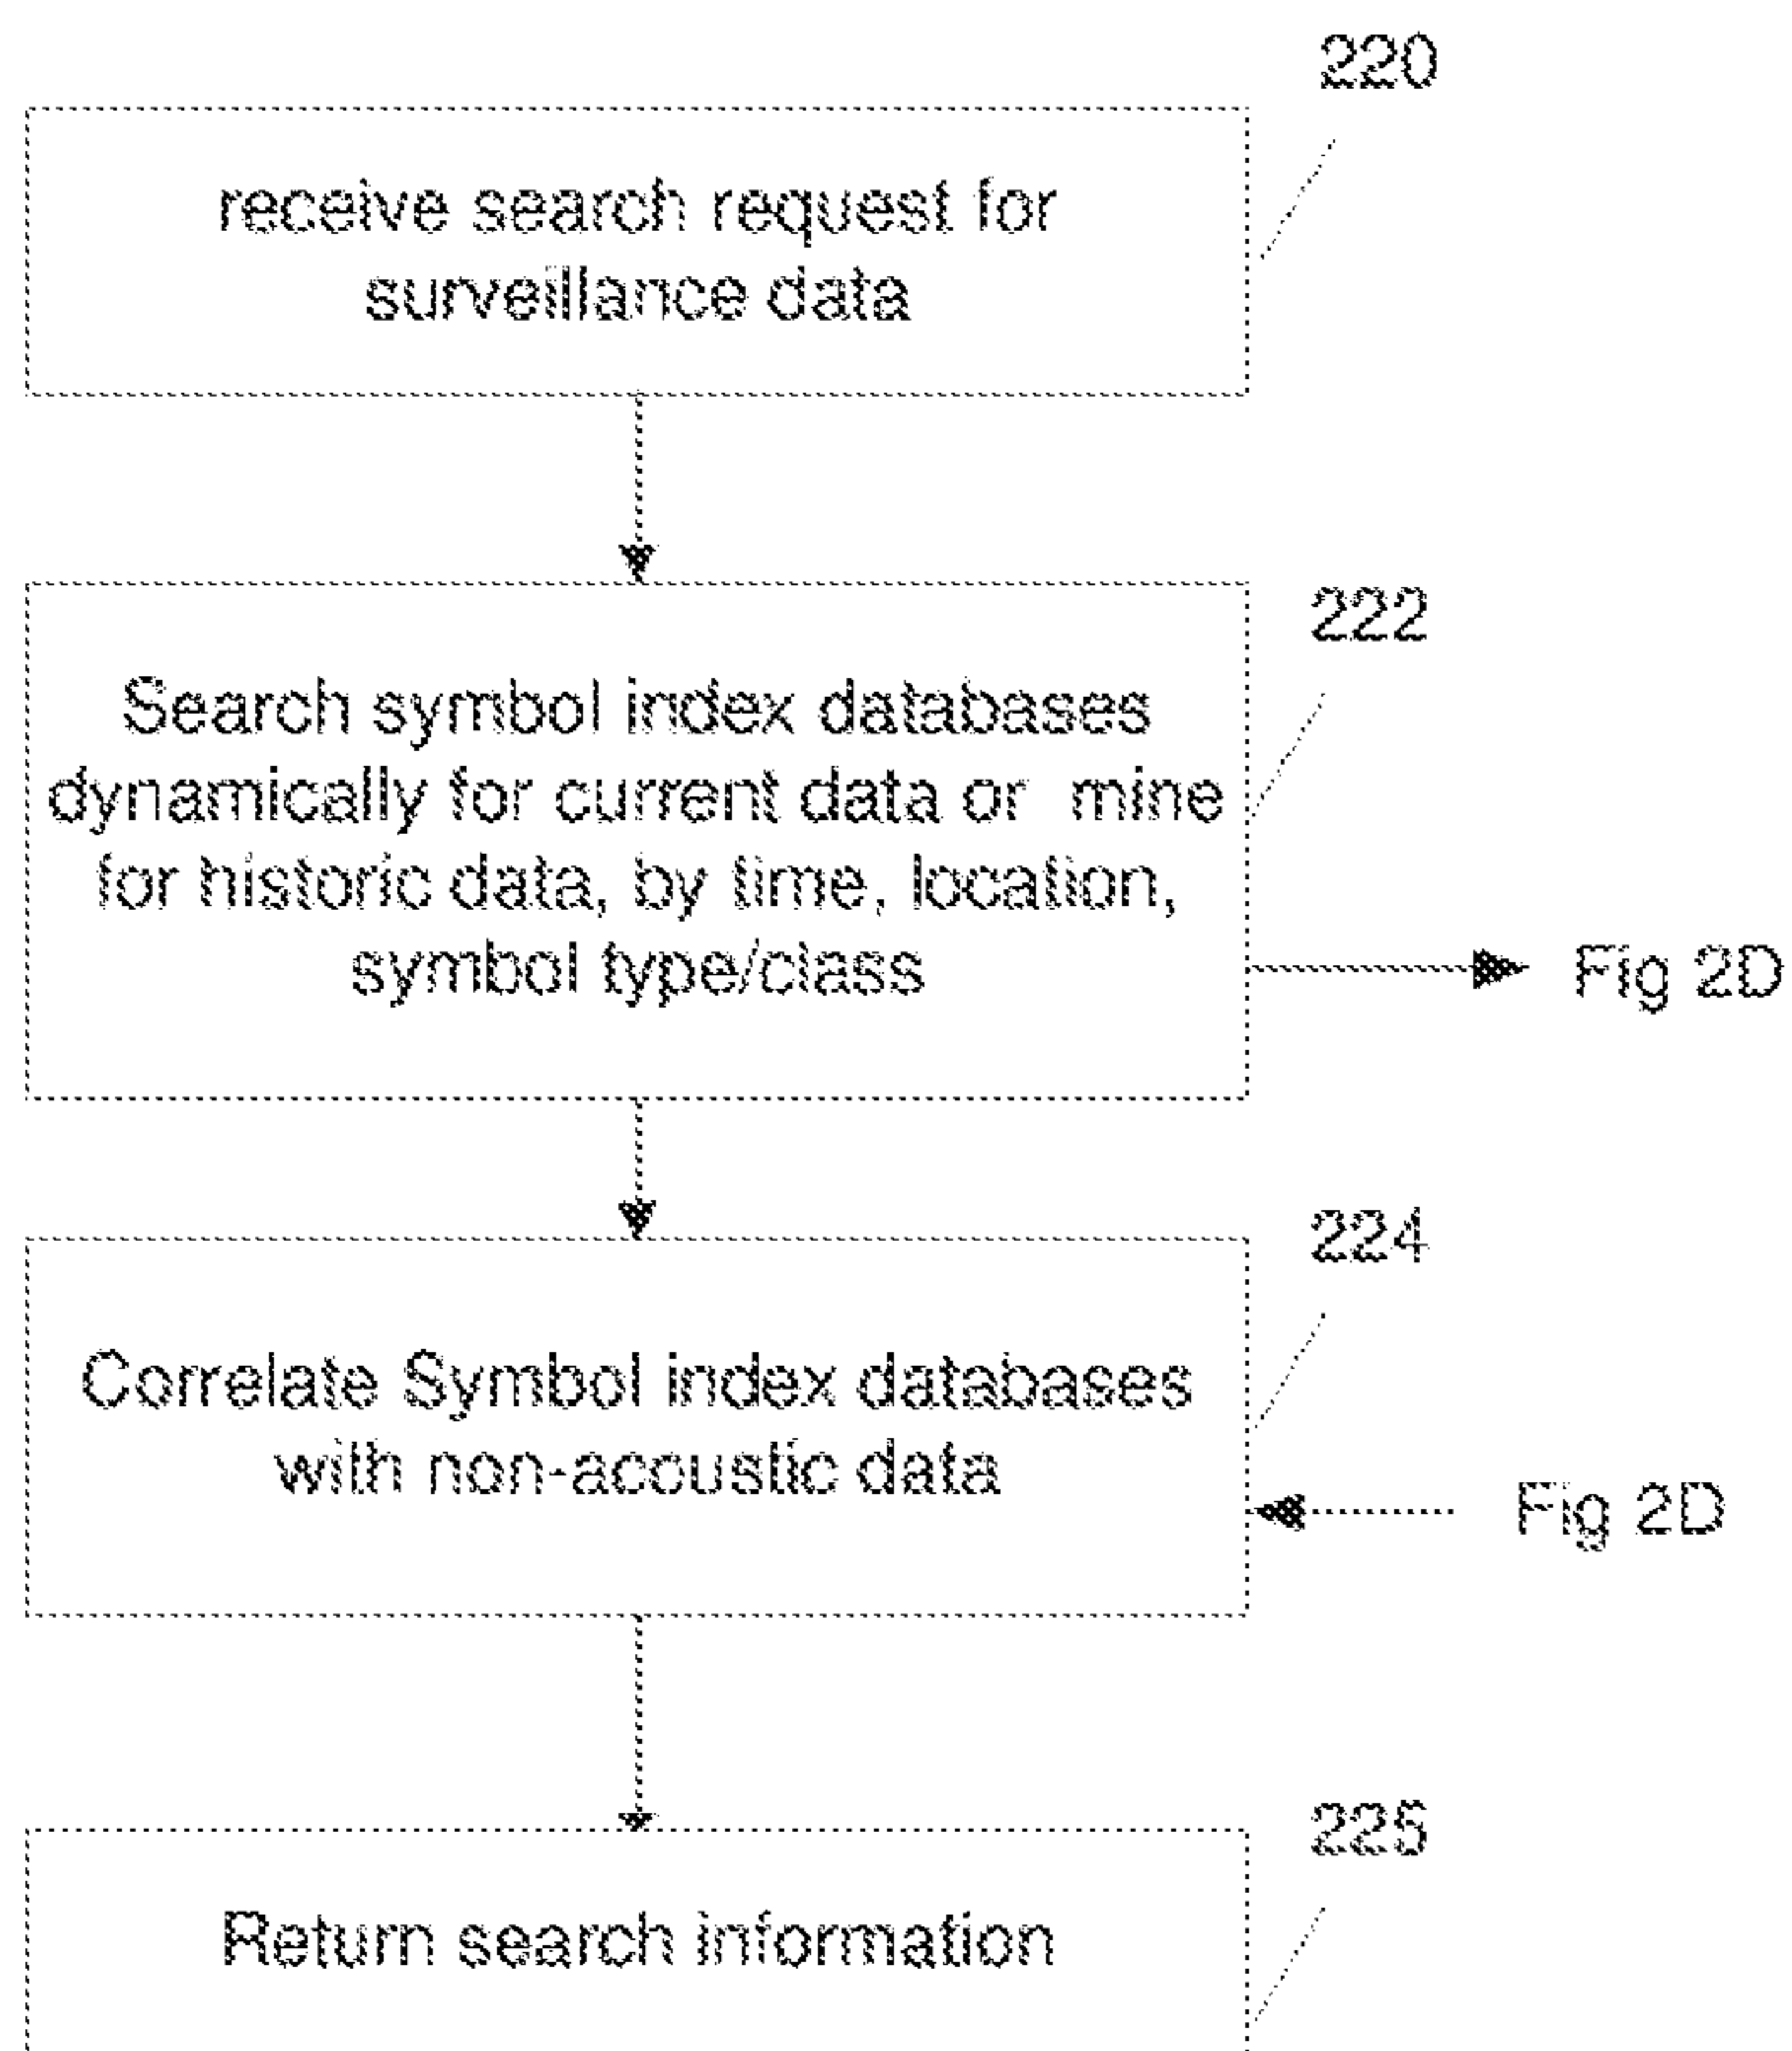 220
receive search request for
surveillance data
222
Search symbol index databases
dynamically for current data or mine
for historic data, by time, location,
symbol type/class
Fig 2D
224
Correlate Symbol index databases
with non-acoustic data
Fig 2D
Return search information